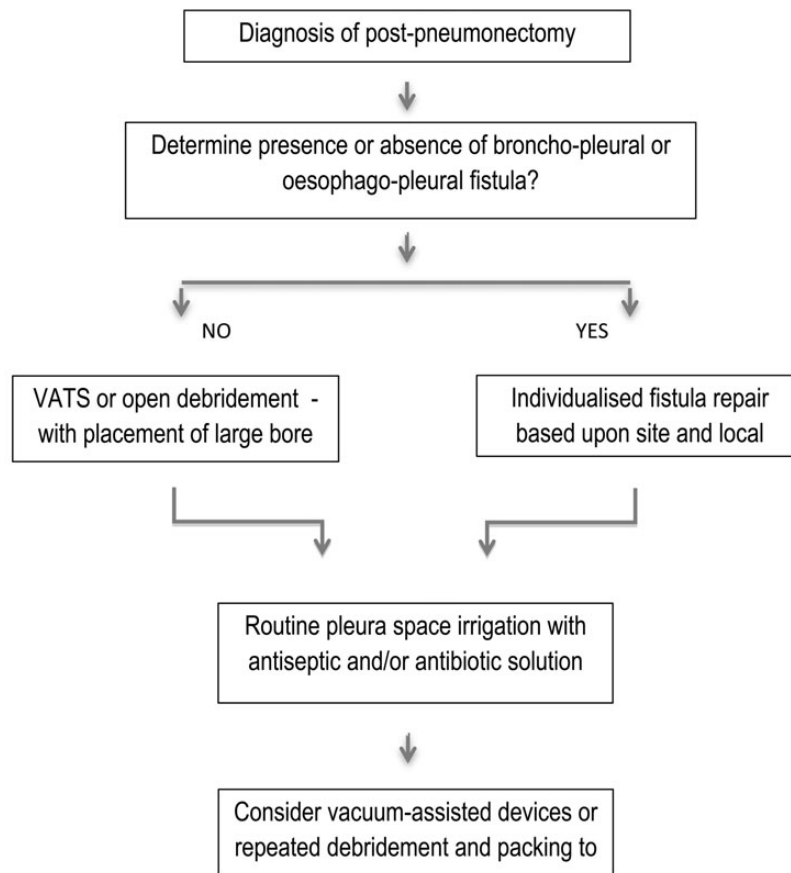 Diagnosis of post-pneumonectomy
Determine presence or absence of broncho-pleural or
oesophago-pleural fistula?
NO
YES
VATS or open debridement -
with placement of large bore
Individualised fistula repair
based upon site and local
Routine pleura space irrigation with
antiseptic and/or antibiotic solution
Consider vacuum-assisted devices or
repeated debridement and packing to